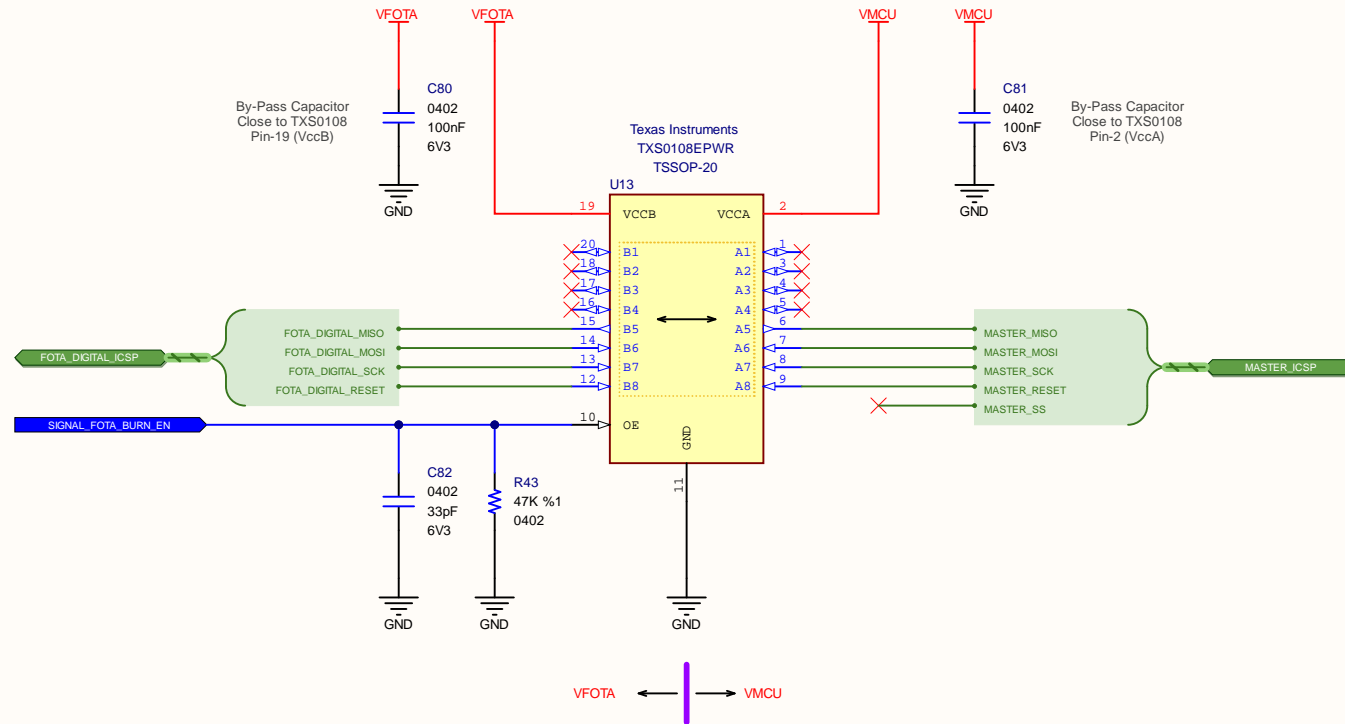 VFOTA
VFOTA
VMCU
VMCU
By-Pass Capacitor
Close to TXS0108
Pin-19 (VccB)
C80
0402
100nF
6V3
GND
Texas Instruments
TXS0108EPWR
TSSOP-20
U13
C81
0402
100nF
6V3
GND
By-Pass Capacitor
Close to TXS0108
Pin-2 (VccA)
19 VCCB VCCA 2
20 B1 A1 1
18 B2 A2 3
17 B3 A3 4
16 B4 A4 5
15 B5 A5 6
14 B6 A6 7
13 B7 A7 8
12 B8 A8 9
10 OE
GND
11
GND
FOTA_DIGITAL_ICSP
FOTA_DIGITAL_MISO
FOTA_DIGITAL_MOSI
FOTA_DIGITAL_SCK
FOTA_DIGITAL_RESET
MASTER_MISO
MASTER_MOSI
MASTER_SCK
MASTER_RESET
MASTER_SS
MASTER_ICSP
SIGNAL_FOTA_BURN_EN
C82
0402
33pF
6V3
GND
R43
47K %1
0402
GND
VFOTA VMCU